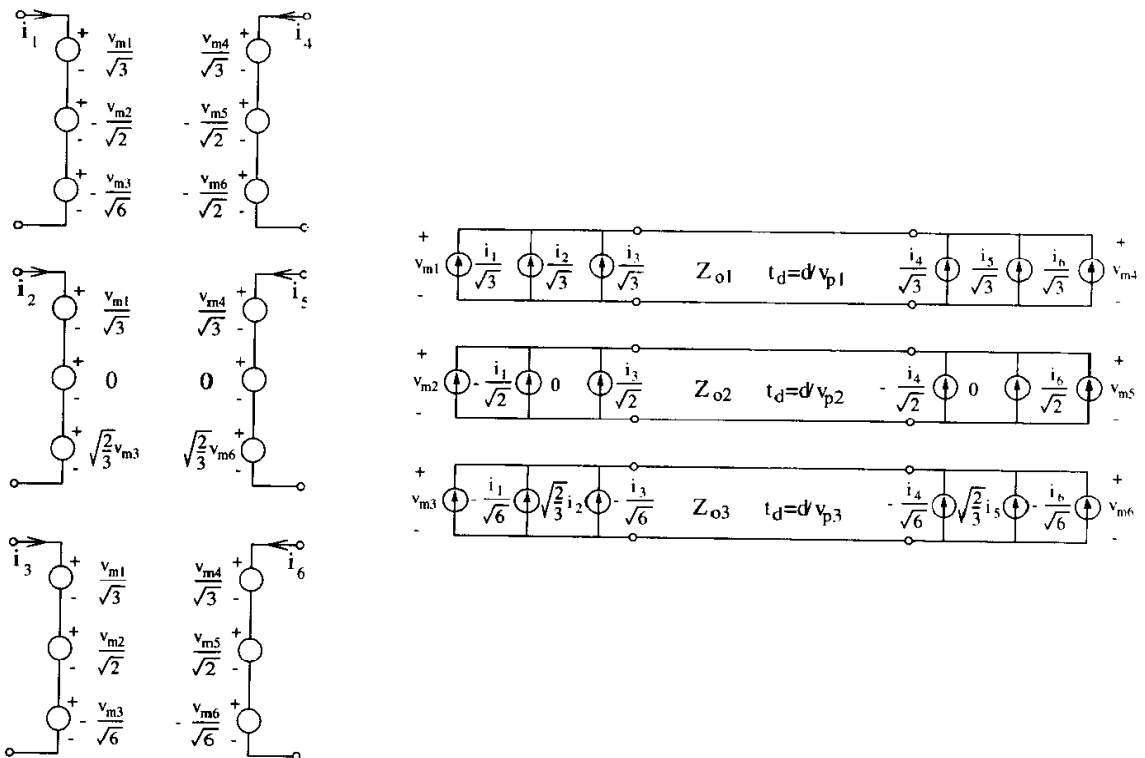 i1 + vm1/√3 - vm4/√3 + - i4
+ - vm2/√2 - - vm5/√2 + -
+ - vm3/√6 - - vm6/√2 + -
i2 + vm1/√3 - vm4/√3 + - i5
+ 0 - 0 + -
+ √2/3 vm3 - √2/3 vm6 + -
i3 + vm1/√3 - vm4/√3 + - i6
+ vm2/√2 - vm5/√2 + -
+ - vm3/√6 - - vm6/√6 + -
+ vm1 - i1/√3 i2/√3 i3/√3 Zo1 td=d/vp1 i4/√3 i5/√3 i6/√3 + vm4 -
+ vm2 - - i1/√2 0 i3/√2 Zo2 td=d/vp2 - i4/√2 0 i6/√2 + vm5 -
+ vm3 - - i1/√6 √2/3 i2 - i3/√6 Zo3 td=d/vp3 - i4/√6 √2/3 i5 - i6/√6 + vm6 -